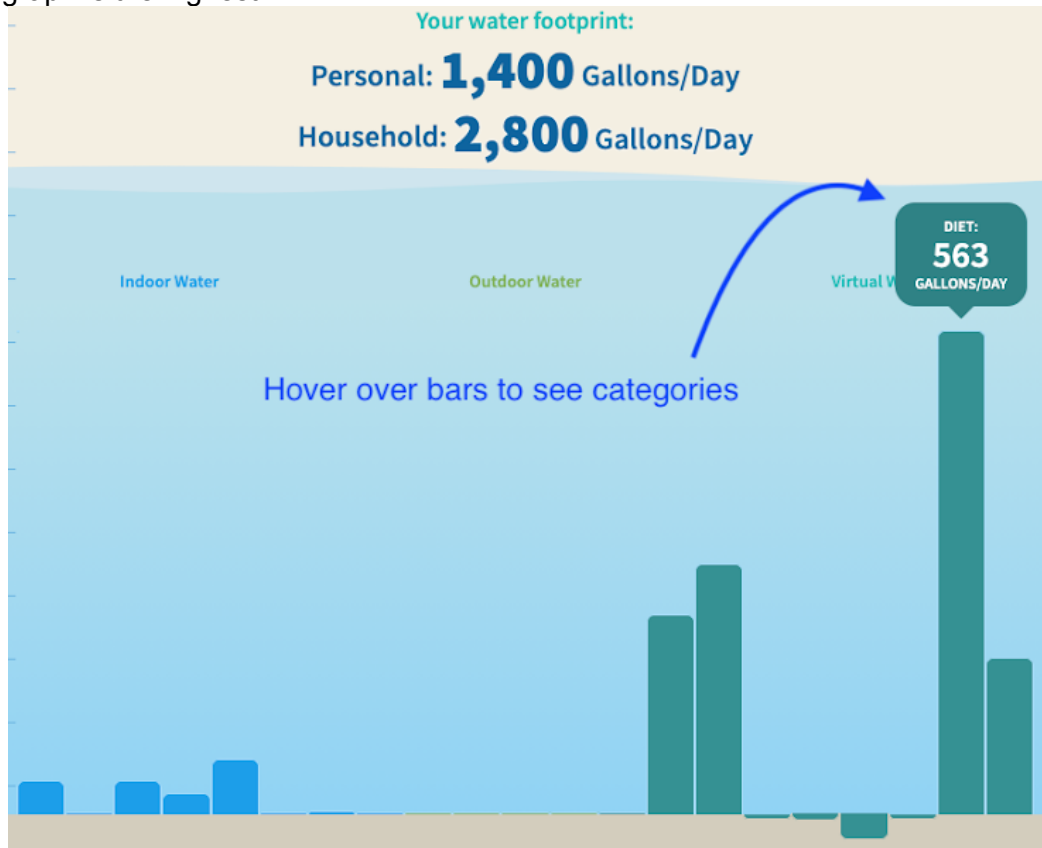 Your water footprint:
Personal: 1,400 Gallons/Day
Household: 2,800 Gallons/Day
DIET:
563
GALLONS/DAY
Indoor Water
Outdoor Water
Virtual
Hover over bars to see categories